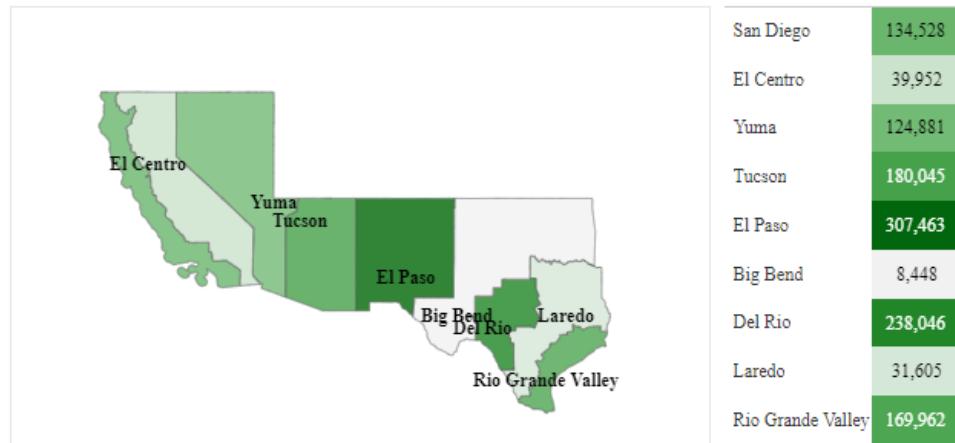 El Centro
Yuma
Tucson
El Paso
Big Bend
Del Rio
Laredo
Rio Grande Valley
San Diego 134,528
El Centro 39,952
Yuma 124,881
Tucson 180,045
El Paso 307,463
Big Bend 8,448
Del Rio 238,046
Laredo 31,605
Rio Grande Valley 169,962